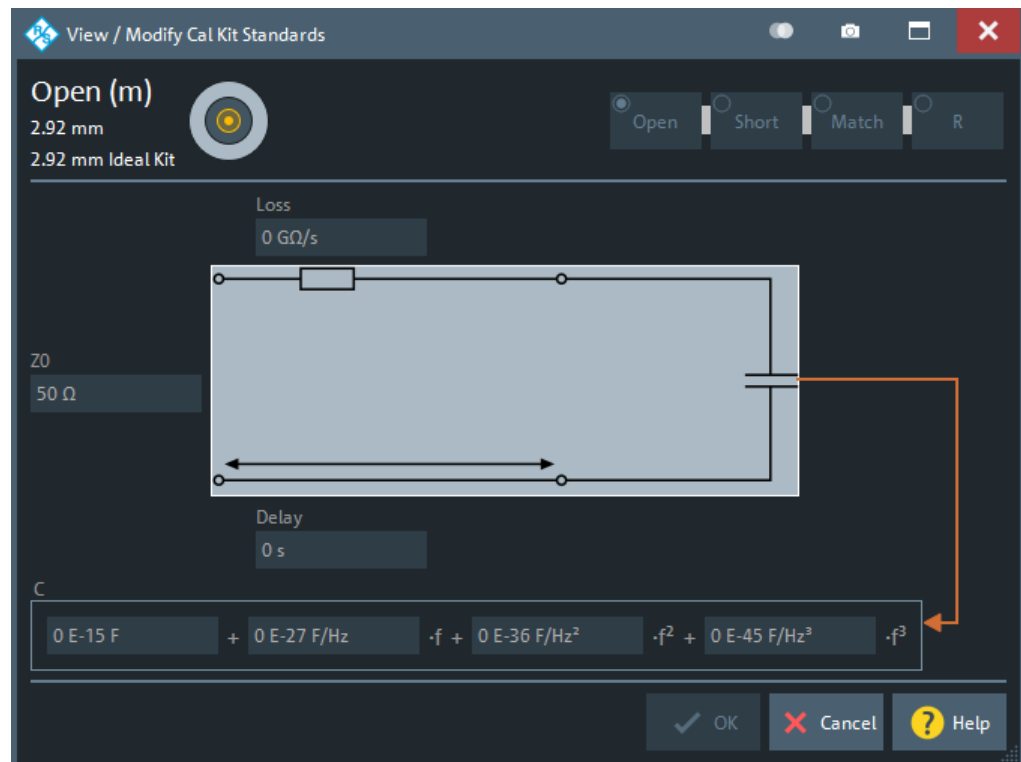 R&S View / Modify Cal Kit Standards
Open (m)
2.92 mm
2.92 mm Ideal Kit
Open Short Match R
Loss
0 GΩ/s
Z0
50 Ω
Delay
0 s
C
0 E-15 F + 0 E-27 F/Hz ·f + 0 E-36 F/Hz² ·f² + 0 E-45 F/Hz³ ·f³
OK Cancel ? Help